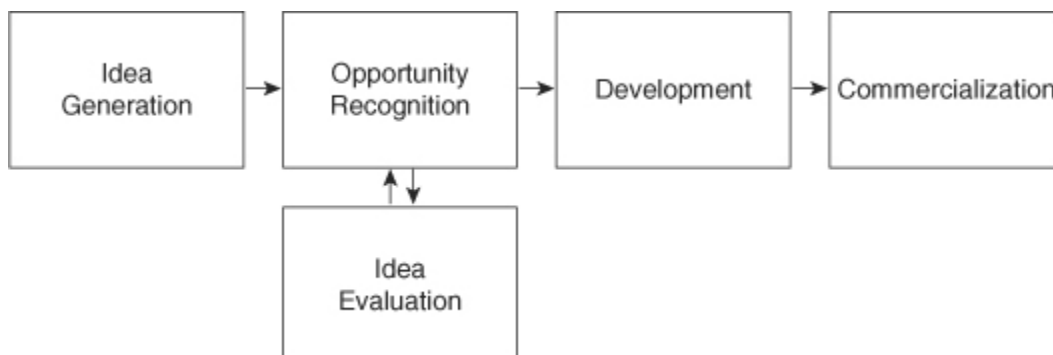 Idea
Generation
Opportunity
Recognition
Development
Commercialization
Idea
Evaluation